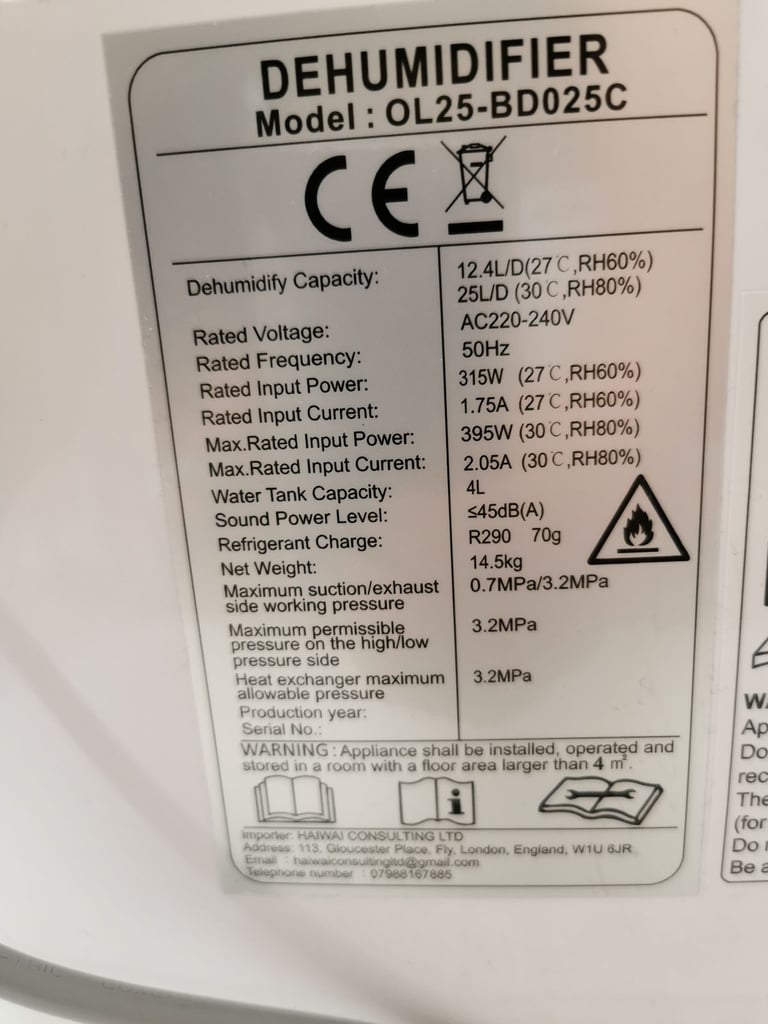 DEHUMIDIFIER
Model : OL25-BD025C
CE
Dehumidify Capacity: 12.4L/D(27℃,RH60%)
25L/D (30℃,RH80%)
Rated Voltage: AC220-240V
Rated Frequency: 50Hz
Rated Input Power: 315W (27℃,RH60%)
Rated Input Current: 1.75A (27℃,RH60%)
Max.Rated Input Power: 395W (30℃,RH80%)
Max.Rated Input Current: 2.05A (30℃,RH80%)
Water Tank Capacity: 4L
Sound Power Level: ≤45dB(A)
Refrigerant Charge: R290 70g
Net Weight: 14.5kg
Maximum suction/exhaust 0.7MPa/3.2MPa
side working pressure
Maximum permissible 3.2MPa
pressure on the high/low
pressure side
Heat exchanger maximum 3.2MPa
allowable pressure
Production year:
Serial No.:
WARNING : Appliance shall be installed, operated and
stored in a room with a floor area larger than 4 m².
i
Importer: HAIWAI CONSULTING LTD
Address: 113, Gloucester Place, Fly, London, England, W1U 6JR
Email : haiwaiconsultingltd@gmail.com
Telephone number : 07988167885
W
Ap
Do
rec
The
(for
Do
Be a